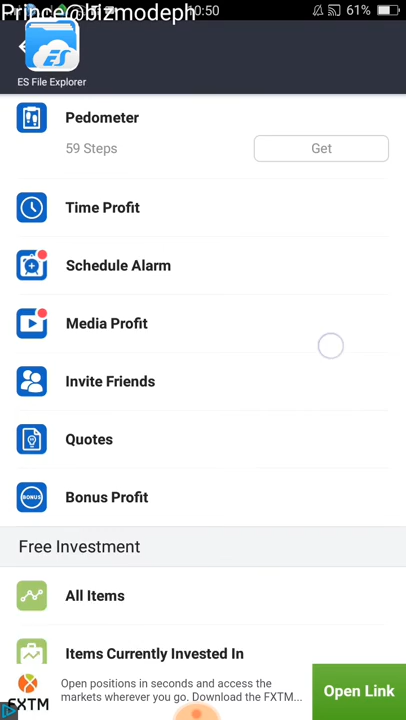 Prince@bizmodeph
10:50
61%
ES
ES File Explorer
Pedometer
59 Steps
Get
Time Profit
Schedule Alarm
Media Profit
Invite Friends
Quotes
BONUS
Bonus Profit
Free Investment
All Items
Items Currently Invested In
FXTM
Open positions in seconds and access the
markets wherever you go. Download the FXTM...
Open Link